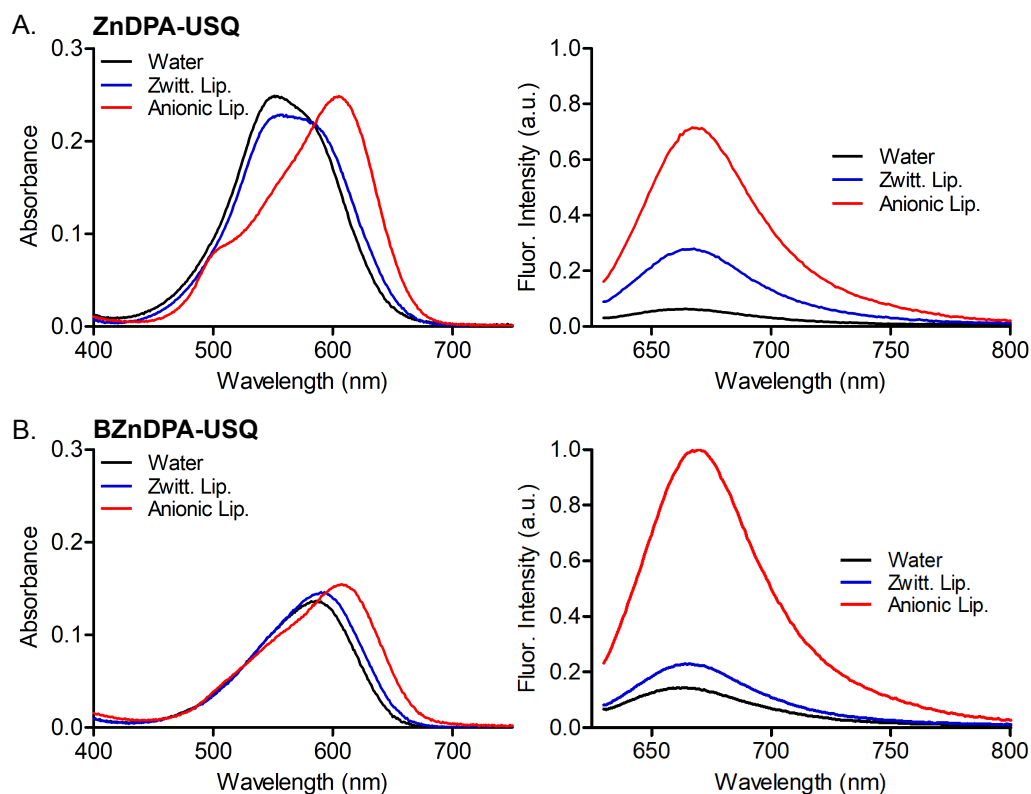 A. ZnDPA-USQ
Water
Zwitt. Lip.
Anionic Lip.
Absorbance
0.3
0.2
0.1
0.0
400 500 600 700
Wavelength (nm)
Fluor. Intensity (a.u.)
1.0
0.8
0.6
0.4
0.2
0.0
Water
Zwitt. Lip.
Anionic Lip.
650 700 750 800
Wavelength (nm)
B. BZnDPA-USQ
Water
Zwitt. Lip.
Anionic Lip.
Absorbance
0.3
0.2
0.1
0.0
400 500 600 700
Wavelength (nm)
Fluor. Intensity (a.u.)
1.0
0.8
0.6
0.4
0.2
0.0
Water
Zwitt. Lip.
Anionic Lip.
650 700 750 800
Wavelength (nm)